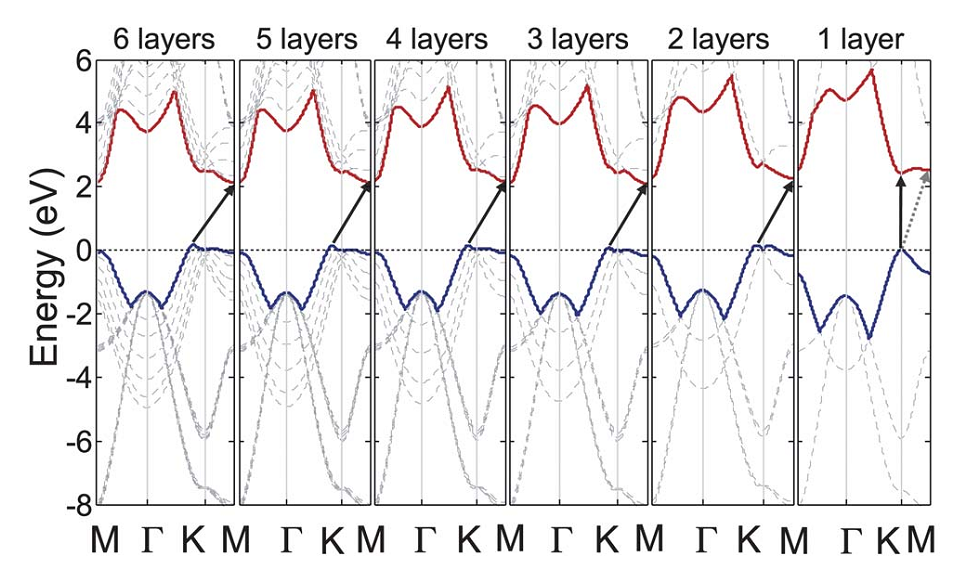 6 layers 5 layers 4 layers 3 layers 2 layers 1 layer
Energy (eV)
6
4
2
0
-2
-4
-6
-8
M Γ K M Γ K M Γ K M Γ K M Γ K M Γ K M